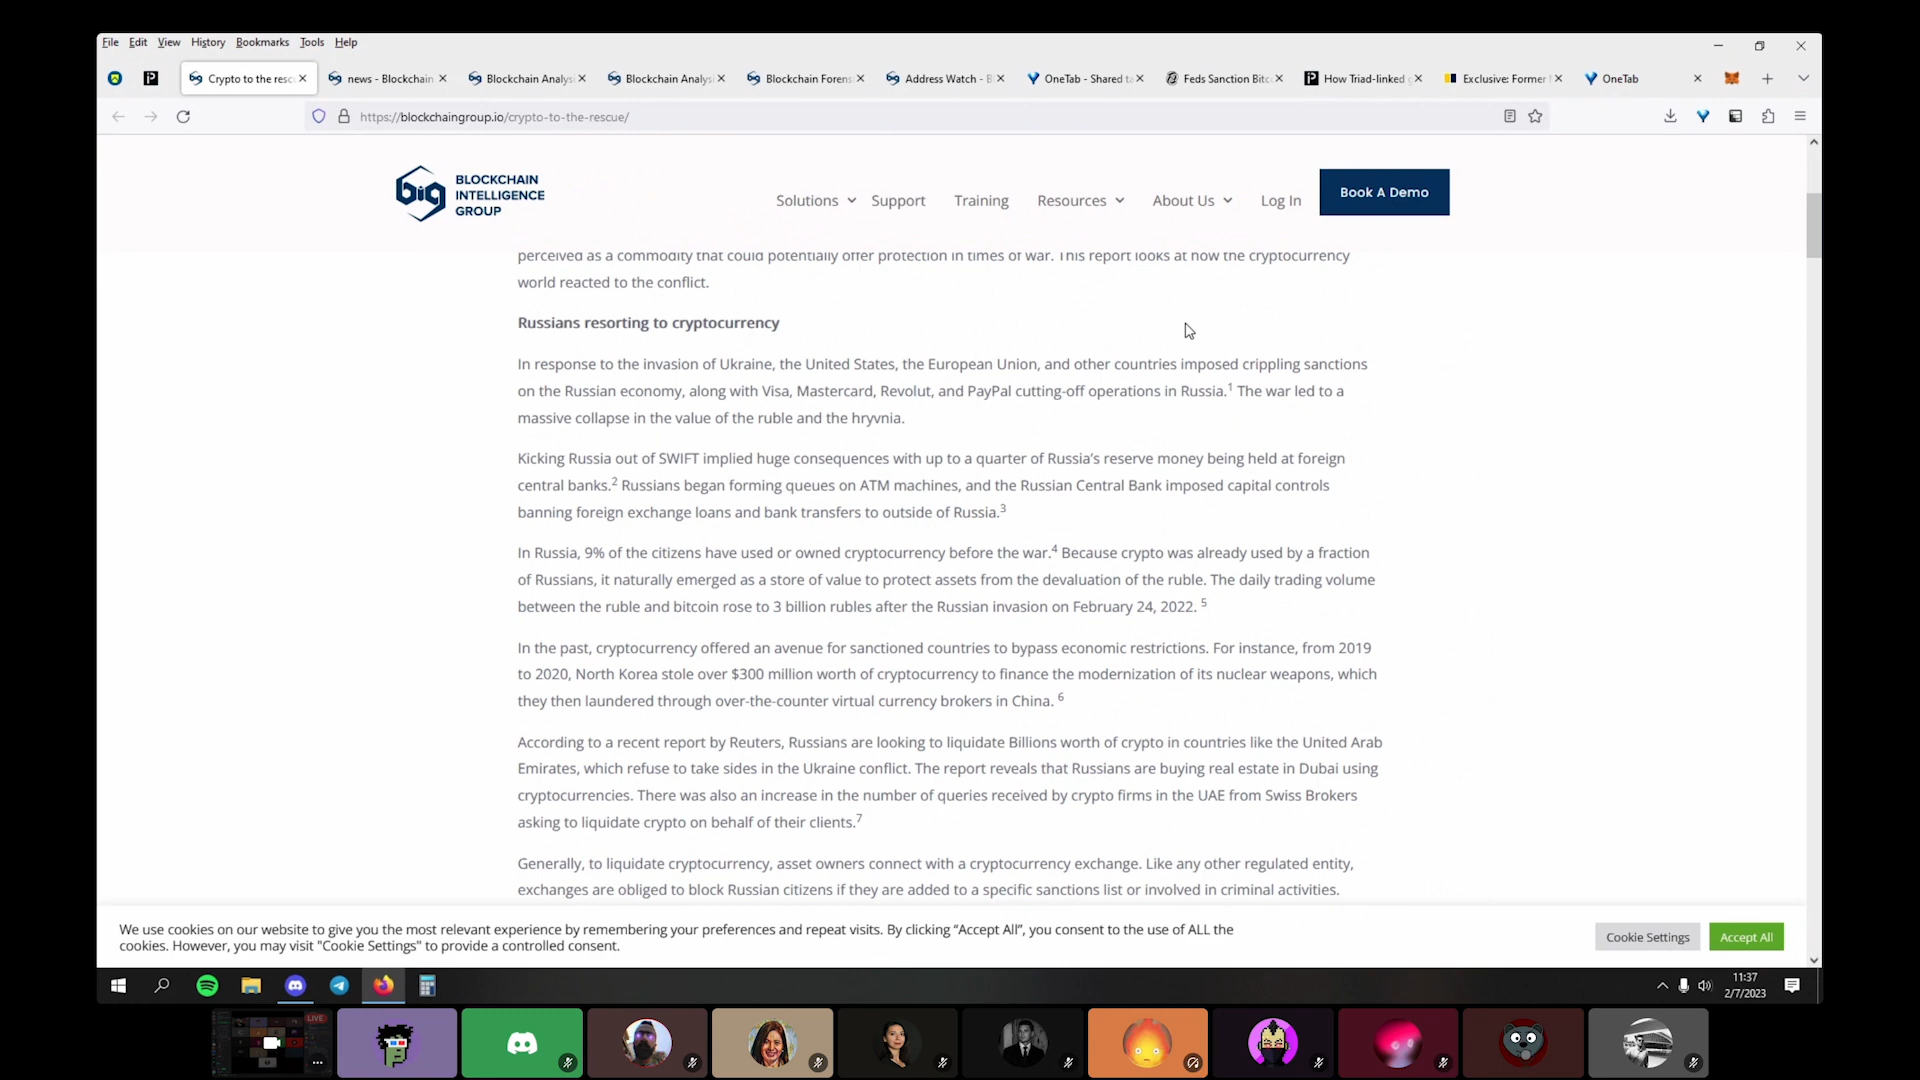 File Edit View History Bookmarks Tools Help
Crypto to the resc
news - Blockchain
Blockchain Analysi
Blockchain Analysi
Blockchain Forens
Address Watch - B
OneTab - Shared ta
Feds Sanction Bitc
How Triad-linked g
Exclusive: Former
OneTab
https://blockchaingroup.io/crypto-to-the-rescue/
big
BLOCKCHAIN
INTELLIGENCE
GROUP
Solutions Support Training Resources About Us Log In Book A Demo
perceived as a commodity that could potentially offer protection in times of war. This report looks at how the cryptocurrency
world reacted to the conflict.
Russians resorting to cryptocurrency
In response to the invasion of Ukraine, the United States, the European Union, and other countries imposed crippling sanctions
on the Russian economy, along with Visa, Mastercard, Revolut, and PayPal cutting-off operations in Russia.1 The war led to a
massive collapse in the value of the ruble and the hryvnia.
Kicking Russia out of SWIFT implied huge consequences with up to a quarter of Russia's reserve money being held at foreign
central banks.2 Russians began forming queues on ATM machines, and the Russian Central Bank imposed capital controls
banning foreign exchange loans and bank transfers to outside of Russia.3
In Russia, 9% of the citizens have used or owned cryptocurrency before the war.4 Because crypto was already used by a fraction
of Russians, it naturally emerged as a store of value to protect assets from the devaluation of the ruble. The daily trading volume
between the ruble and bitcoin rose to 3 billion rubles after the Russian invasion on February 24, 2022. 5
In the past, cryptocurrency offered an avenue for sanctioned countries to bypass economic restrictions. For instance, from 2019
to 2020, North Korea stole over $300 million worth of cryptocurrency to finance the modernization of its nuclear weapons, which
they then laundered through over-the-counter virtual currency brokers in China. 6
According to a recent report by Reuters, Russians are looking to liquidate Billions worth of crypto in countries like the United Arab
Emirates, which refuse to take sides in the Ukraine conflict. The report reveals that Russians are buying real estate in Dubai using
cryptocurrencies. There was also an increase in the number of queries received by crypto firms in the UAE from Swiss Brokers
asking to liquidate crypto on behalf of their clients.7
Generally, to liquidate cryptocurrency, asset owners connect with a cryptocurrency exchange. Like any other regulated entity,
exchanges are obliged to block Russian citizens if they are added to a specific sanctions list or involved in criminal activities.
We use cookies on our website to give you the most relevant experience by remembering your preferences and repeat visits. By clicking “Accept All”, you consent to the use of ALL the
cookies. However, you may visit "Cookie Settings" to provide a controlled consent.
Cookie Settings Accept All
11:37
2/7/2023
LIVE